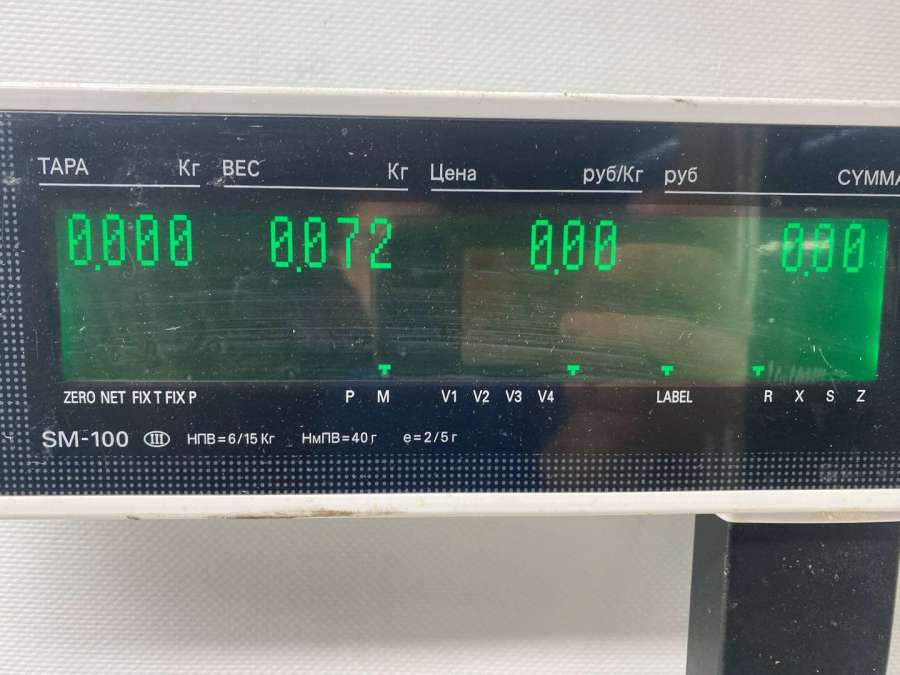 ТАРА Кг ВЕС Кг Цена руб/Кг руб СУММА
0.000 0.072 0.00 0.00
ZERO NET FIX T FIX P P M V1 V2 V3 V4 LABEL R X S Z
SM-100 III НПВ=6/15 Кг НмПВ=40 г e=2/5 г